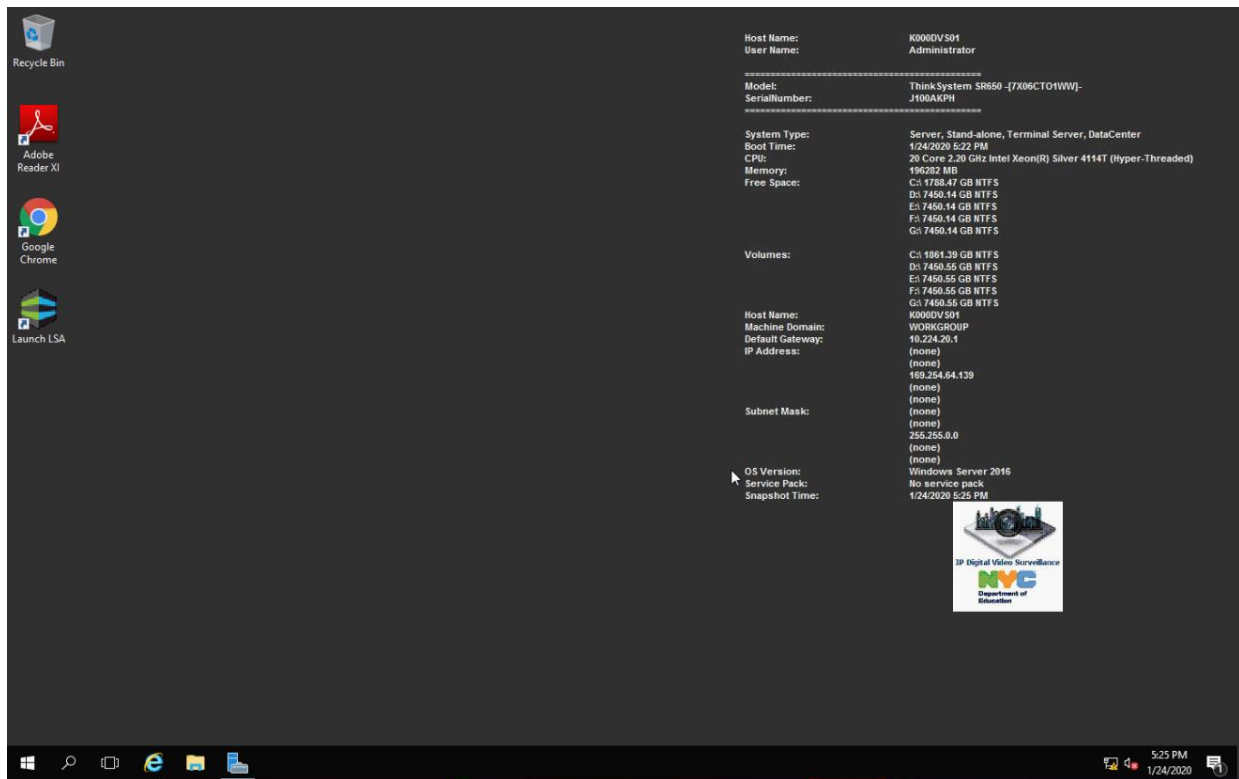 Recycle Bin
Adobe
Reader XI
Google
Chrome
Launch LSA
Host Name: K000DVS01
User Name: Administrator
==============================================
Model: ThinkSystem SR650 -[7X06CTO1WW]-
SerialNumber: J100AKPH
==============================================
System Type: Server, Stand-alone, Terminal Server, DataCenter
Boot Time: 1/24/2020 5:22 PM
CPU: 20 Core 2.20 GHz Intel Xeon(R) Silver 4114T (Hyper-Threaded)
Memory: 196282 MB
Free Space: C:\ 1788.47 GB NTFS
D:\ 7450.14 GB NTFS
E:\ 7450.14 GB NTFS
F:\ 7450.14 GB NTFS
G:\ 7450.14 GB NTFS
Volumes: C:\ 1861.39 GB NTFS
D:\ 7450.55 GB NTFS
E:\ 7450.55 GB NTFS
F:\ 7450.55 GB NTFS
G:\ 7450.55 GB NTFS
Host Name: K000DVS01
Machine Domain: WORKGROUP
Default Gateway: 10.224.20.1
IP Address: (none)
(none)
169.254.64.139
(none)
(none)
Subnet Mask: (none)
(none)
255.255.0.0
(none)
(none)
OS Version: Windows Server 2016
Service Pack: No service pack
Snapshot Time: 1/24/2020 5:25 PM
IP Digital Video Surveillance
NYC
Department of
Education
5:25 PM
1/24/2020
1